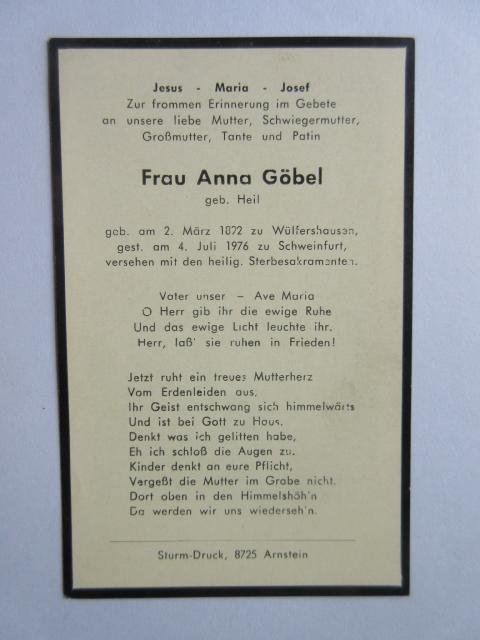 Jesus - Maria - Josef
Zur frommen Erinnerung im Gebete
an unsere liebe Mutter, Schwiegermutter,
Großmutter, Tante und Patin
Frau Anna Göbel
geb. Heil
geb. am 2. März 1892 zu Wülfershausen,
gest. am 4. Juli 1976 zu Schweinfurt,
versehen mit den heilig. Sterbesakramenten.
Vater unser – Ave Maria
O Herr gib ihr die ewige Ruhe
Und das ewige Licht leuchte ihr.
Herr, laß' sie ruhen in Frieden!
Jetzt ruht ein treues Mutterherz
Vom Erdenleiden aus,
Ihr Geist entschwang sich himmelwärts
Und ist bei Gott zu Haus.
Denkt was ich gelitten habe,
Eh ich schloß die Augen zu.
Kinder denkt an eure Pflicht,
Vergeßt die Mutter im Grabe nicht.
Dort oben in den Himmelshöh'n
Da werden wir uns wiederseh'n.
Sturm-Druck, 8725 Arnstein